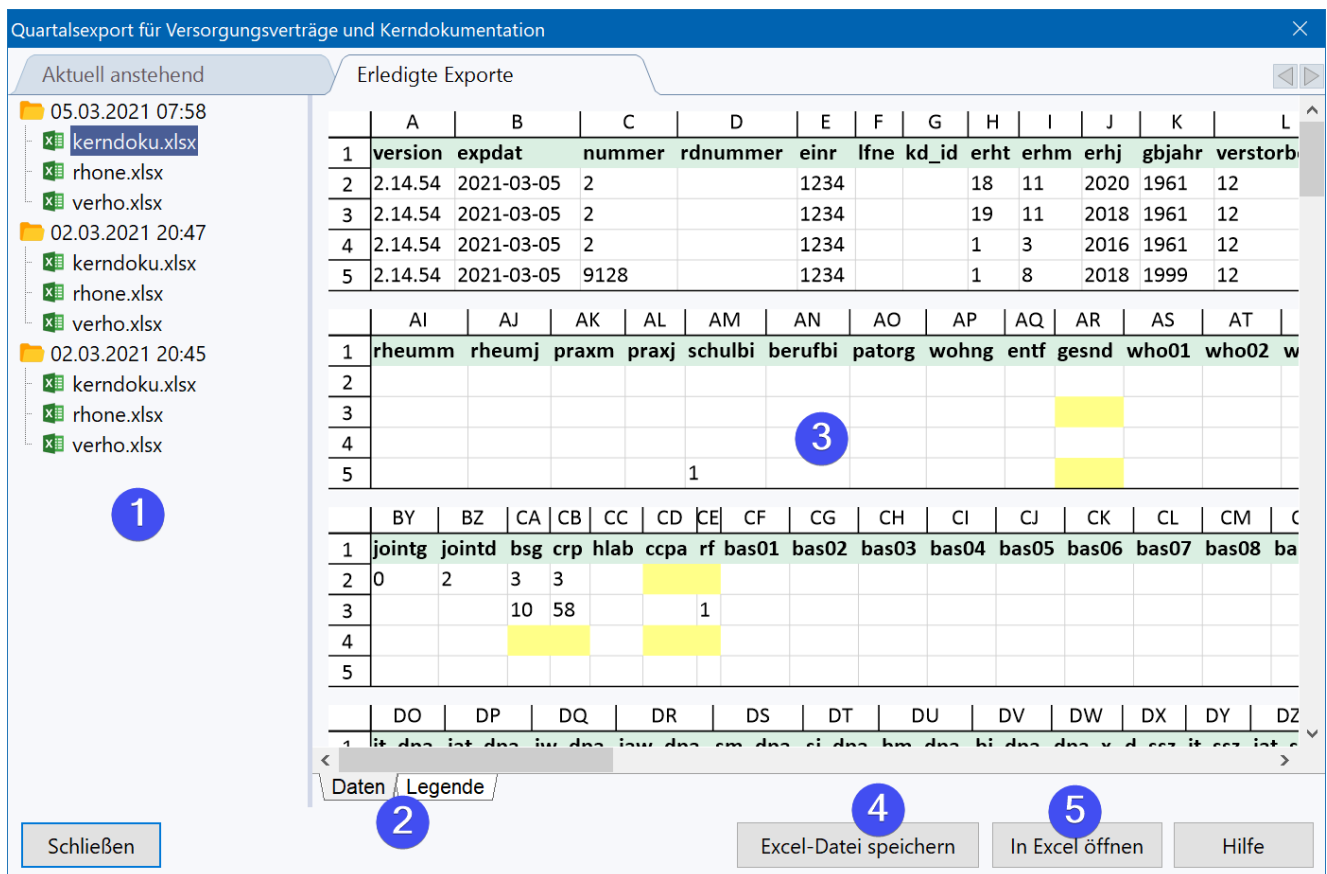 Quartalsexport für Versorgungsverträge und Kerndokumentation
Aktuell anstehend Erledigte Exporte
05.03.2021 07:58
kerndoku.xlsx
rhone.xlsx
verho.xlsx
02.03.2021 20:47
kerndoku.xlsx
rhone.xlsx
verho.xlsx
02.03.2021 20:45
kerndoku.xlsx
rhone.xlsx
verho.xlsx
1
A B C D E F G H I J K L
1 version expdat nummer rdnummer einr lfne kd_id erht erhm erhj gbjahr verstorb
2 2.14.54 2021-03-05 2 1234 18 11 2020 1961 12
3 2.14.54 2021-03-05 2 1234 19 11 2018 1961 12
4 2.14.54 2021-03-05 2 1234 1 3 2016 1961 12
5 2.14.54 2021-03-05 9128 1234 1 8 2018 1999 12
AI AJ AK AL AM AN AO AP AQ AR AS AT
1 rheumm rheumj praxm praxj schulbi berufbi patorg wohng entf gesnd who01 who02 w
2
3
4
3
5 1
BY BZ CA CB CC CD CE CF CG CH CI CJ CK CL CM
1 jointg jointd bsg crp hlab ccpa rf bas01 bas02 bas03 bas04 bas05 bas06 bas07 bas08 ba
2 0 2 3 3
3 10 58 1
4
5
DO DP DQ DR DS DT DU DV DW DX DY DZ
Daten Legende
2
4
5
Schließen Excel-Datei speichern In Excel öffnen Hilfe